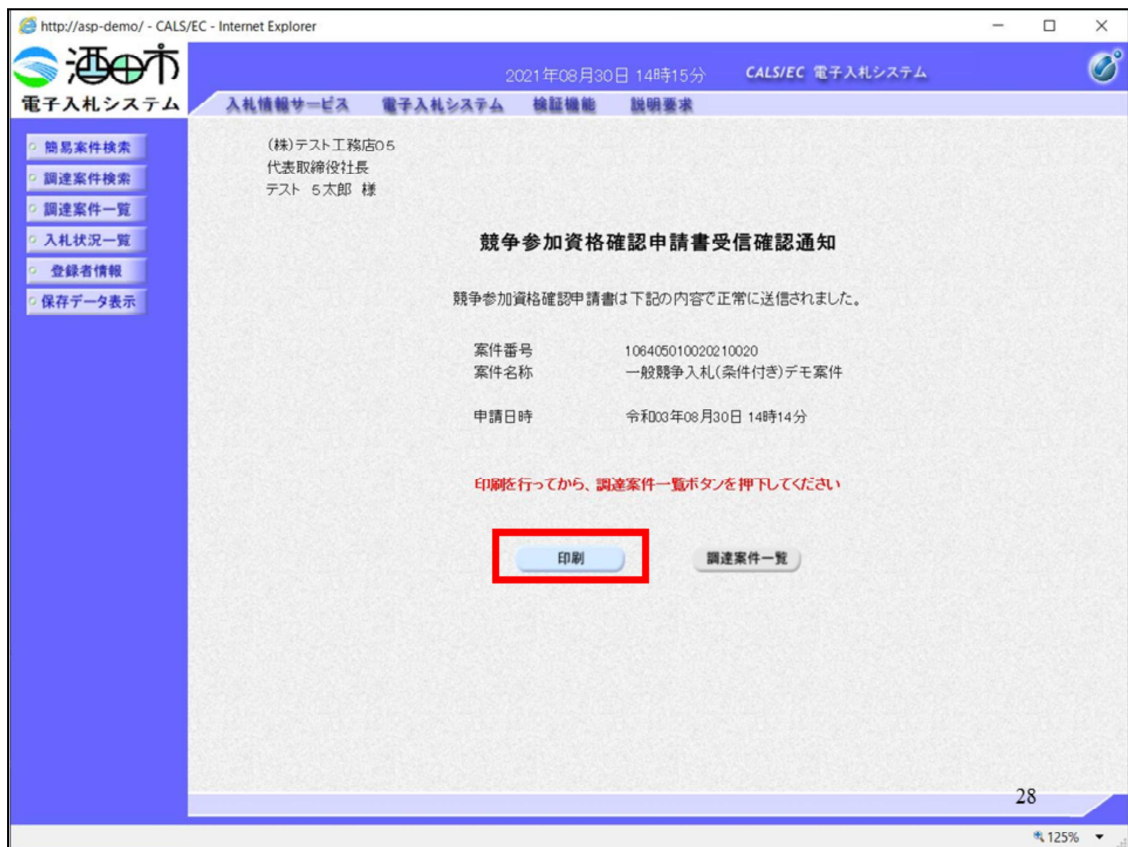 http://asp-demo/ - CALS/EC - Internet Explorer
酒田市
電子入札システム
2021年08月30日 14時15分
CALS/EC 電子入札システム
入札情報サービス 電子入札システム 検証機能 説明要求
簡易案件検索
調達案件検索
調達案件一覧
入札状況一覧
登録者情報
保存データ表示
(株)テスト工務店05
代表取締役社長
テスト 5太郎 様
競争参加資格確認申請書受信確認通知
競争参加資格確認申請書は下記の内容で正常に送信されました。
案件番号 106405010020210020
案件名称 一般競争入札(条件付き)デモ案件
申請日時 令和03年08月30日 14時14分
印刷を行ってから、調達案件一覧ボタンを押下してください
印刷 調達案件一覧
28
125%